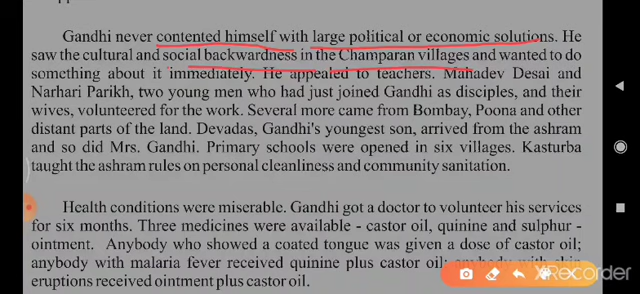 Gandhi never contented himself with large political or economic solutions. He
saw the cultural and social backwardness in the Champaran villages and wanted to do
something about it immediately. He appealed to teachers. Mahadev Desai and
Narhari Parikh, two young men who had just joined Gandhi as disciples, and their
wives, volunteered for the work. Several more came from Bombay, Poona and other
distant parts of the land. Devadas, Gandhi's youngest son, arrived from the ashram
and so did Mrs. Gandhi. Primary schools were opened in six villages. Kasturba
taught the ashram rules on personal cleanliness and community sanitation.
Health conditions were miserable. Gandhi got a doctor to volunteer his services
for six months. Three medicines were available - castor oil, quinine and sulphur
ointment. Anybody who showed a coated tongue was given a dose of castor oil;
anybody with malaria fever received quinine plus castor oil; anybody with skin
eruptions received ointment plus castor oil.
XRecorder